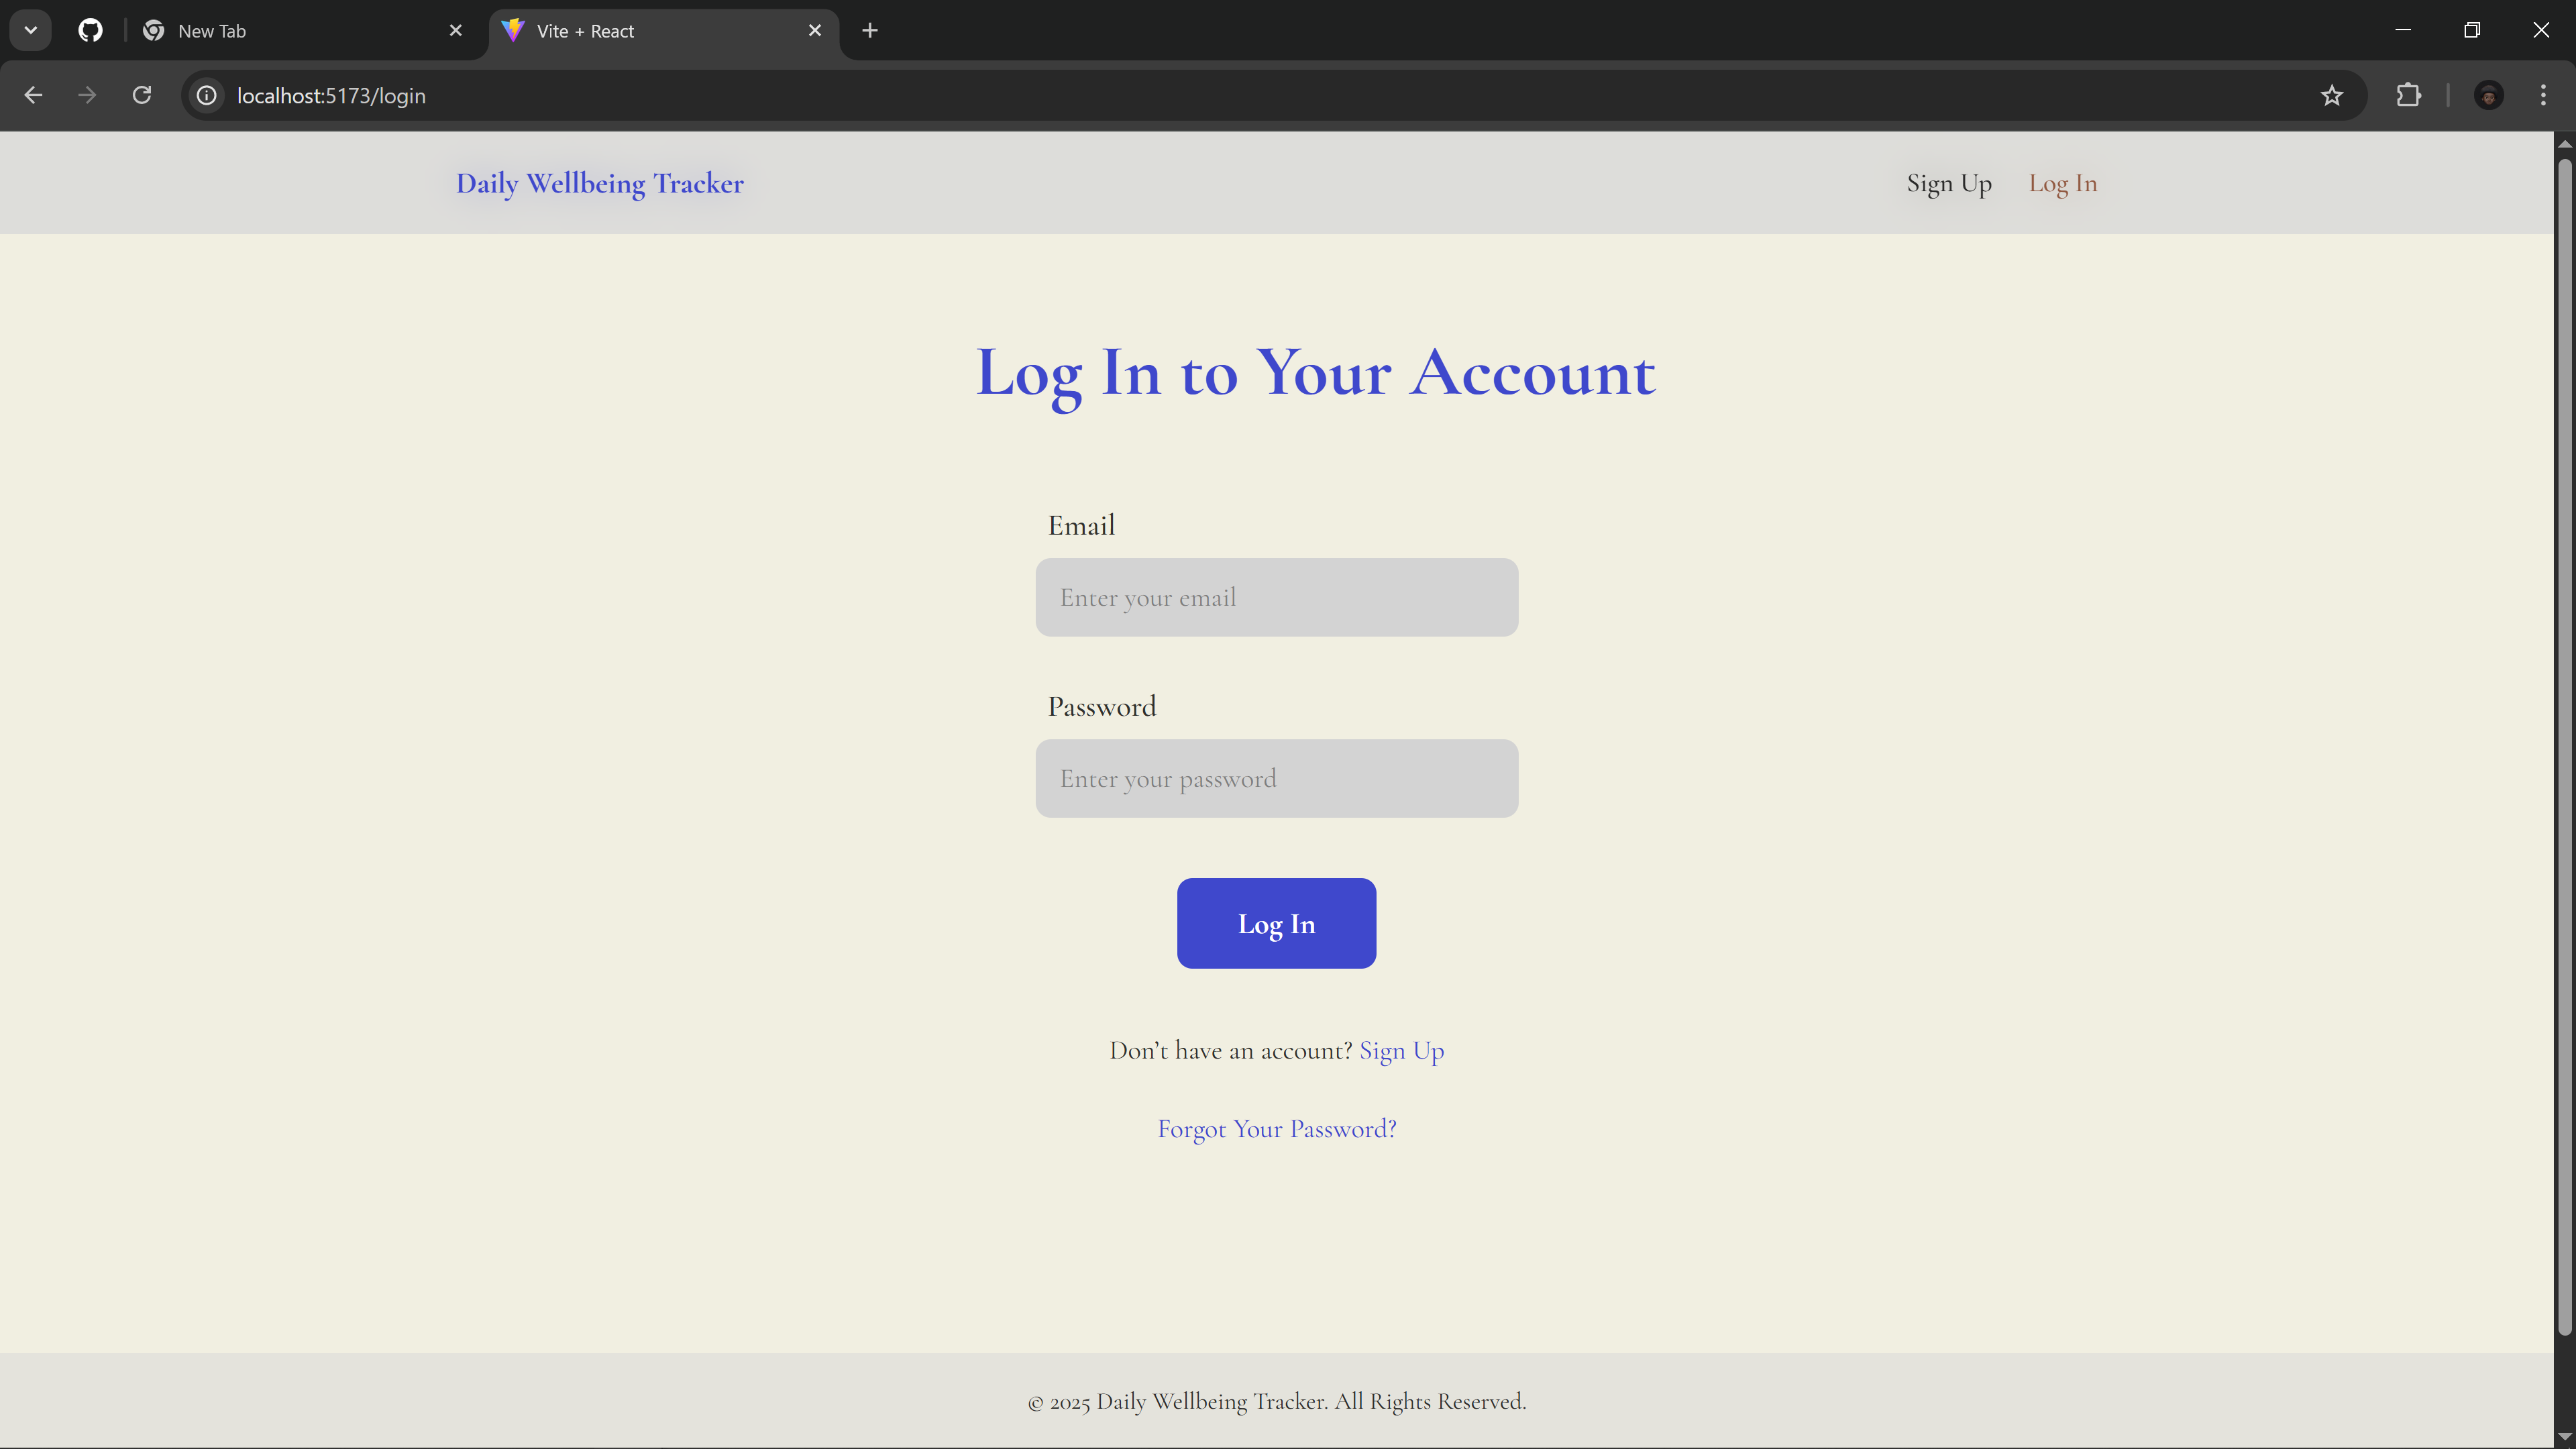 New Tab
Vite + React
localhost:5173/login
Daily Wellbeing Tracker
Sign Up
Log In
Log In to Your Account
Email
Enter your email
Password
Enter your password
Log In
Don’t have an account? Sign Up
Forgot Your Password?
© 2025 Daily Wellbeing Tracker. All Rights Reserved.